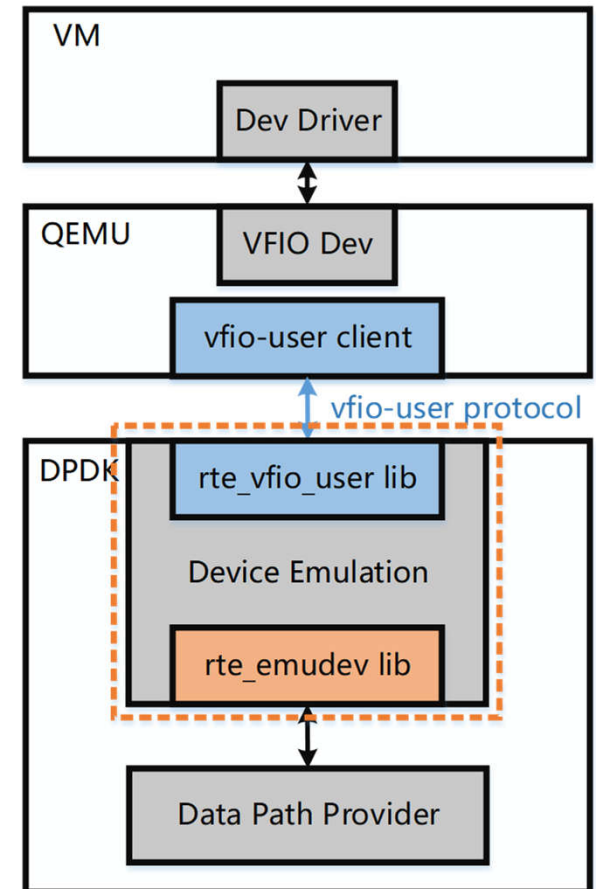 VM
Dev Driver
QEMU
VFIO Dev
vfio-user client
vfio-user protocol
DPDK
rte_vfio_user lib
Device Emulation
rte_emudev lib
Data Path Provider